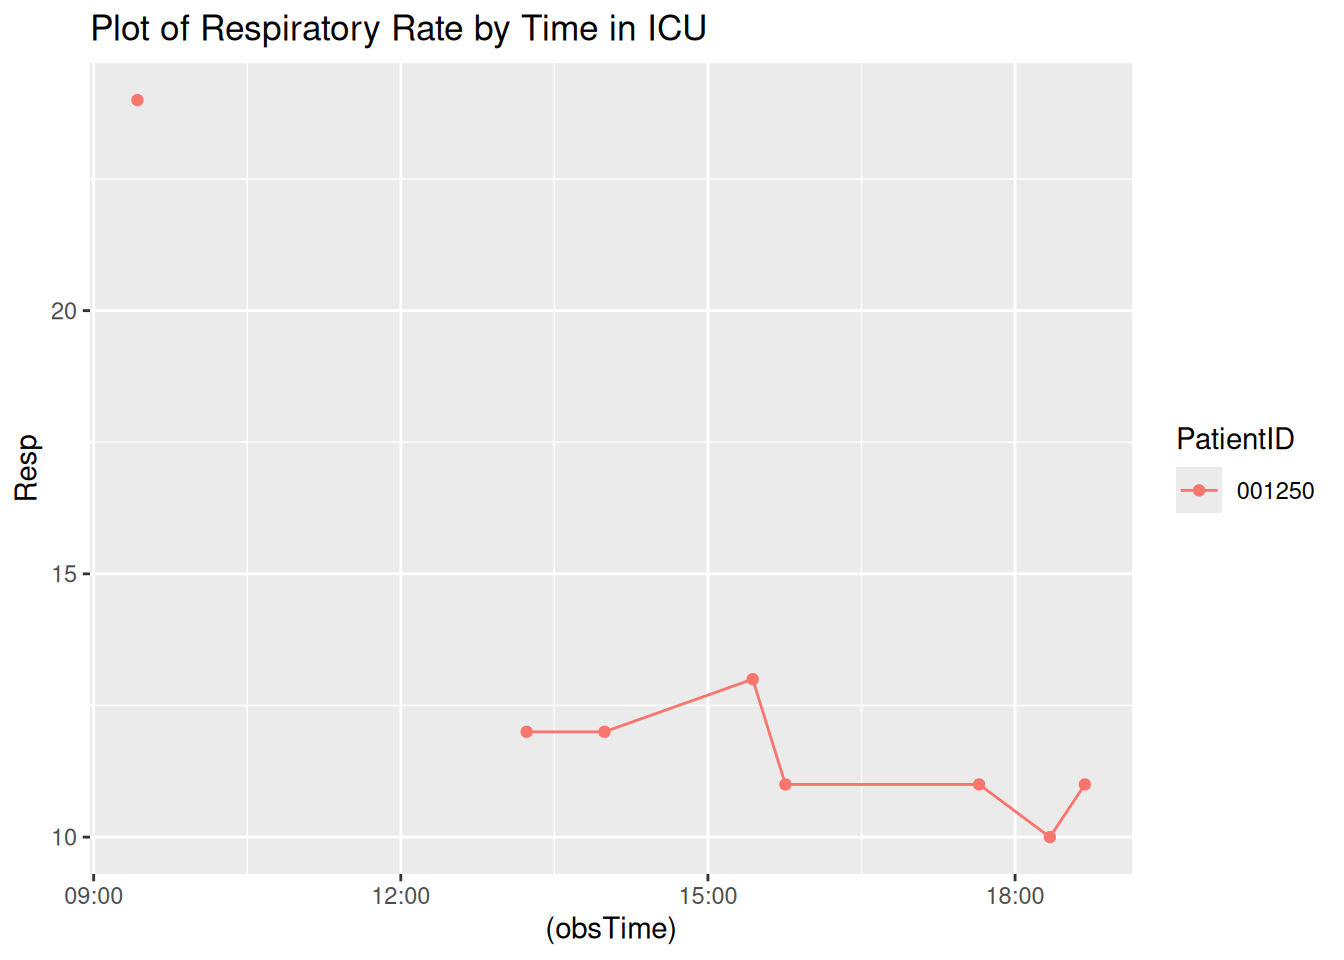 Plot of Respiratory Rate by Time in ICU
Resp
20
15
10
09:00 12:00 15:00 18:00
(obsTime)
PatientID
001250